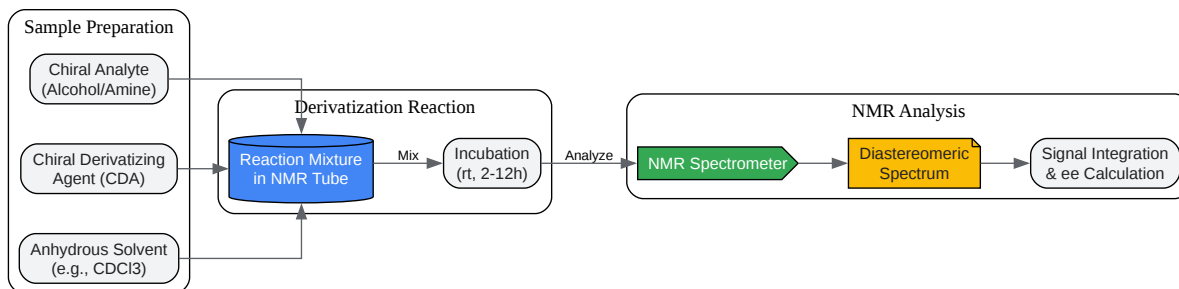 Sample Preparation
Chiral Analyte
(Alcohol/Amine)
Chiral Derivatizing
Agent (CDA)
Anhydrous Solvent
(e.g., CDCl3)
Derivatization Reaction
Reaction Mixture
in NMR Tube
Mix
Incubation
(rt, 2-12h)
Analyze
NMR Analysis
NMR Spectrometer
Diastereomeric
Spectrum
Signal Integration
& ee Calculation